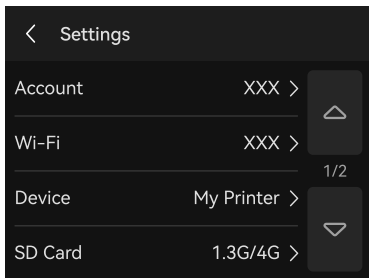 Settings
Account XXX
Wi-Fi XXX
1/2
Device My Printer
SD Card 1.3G/4G